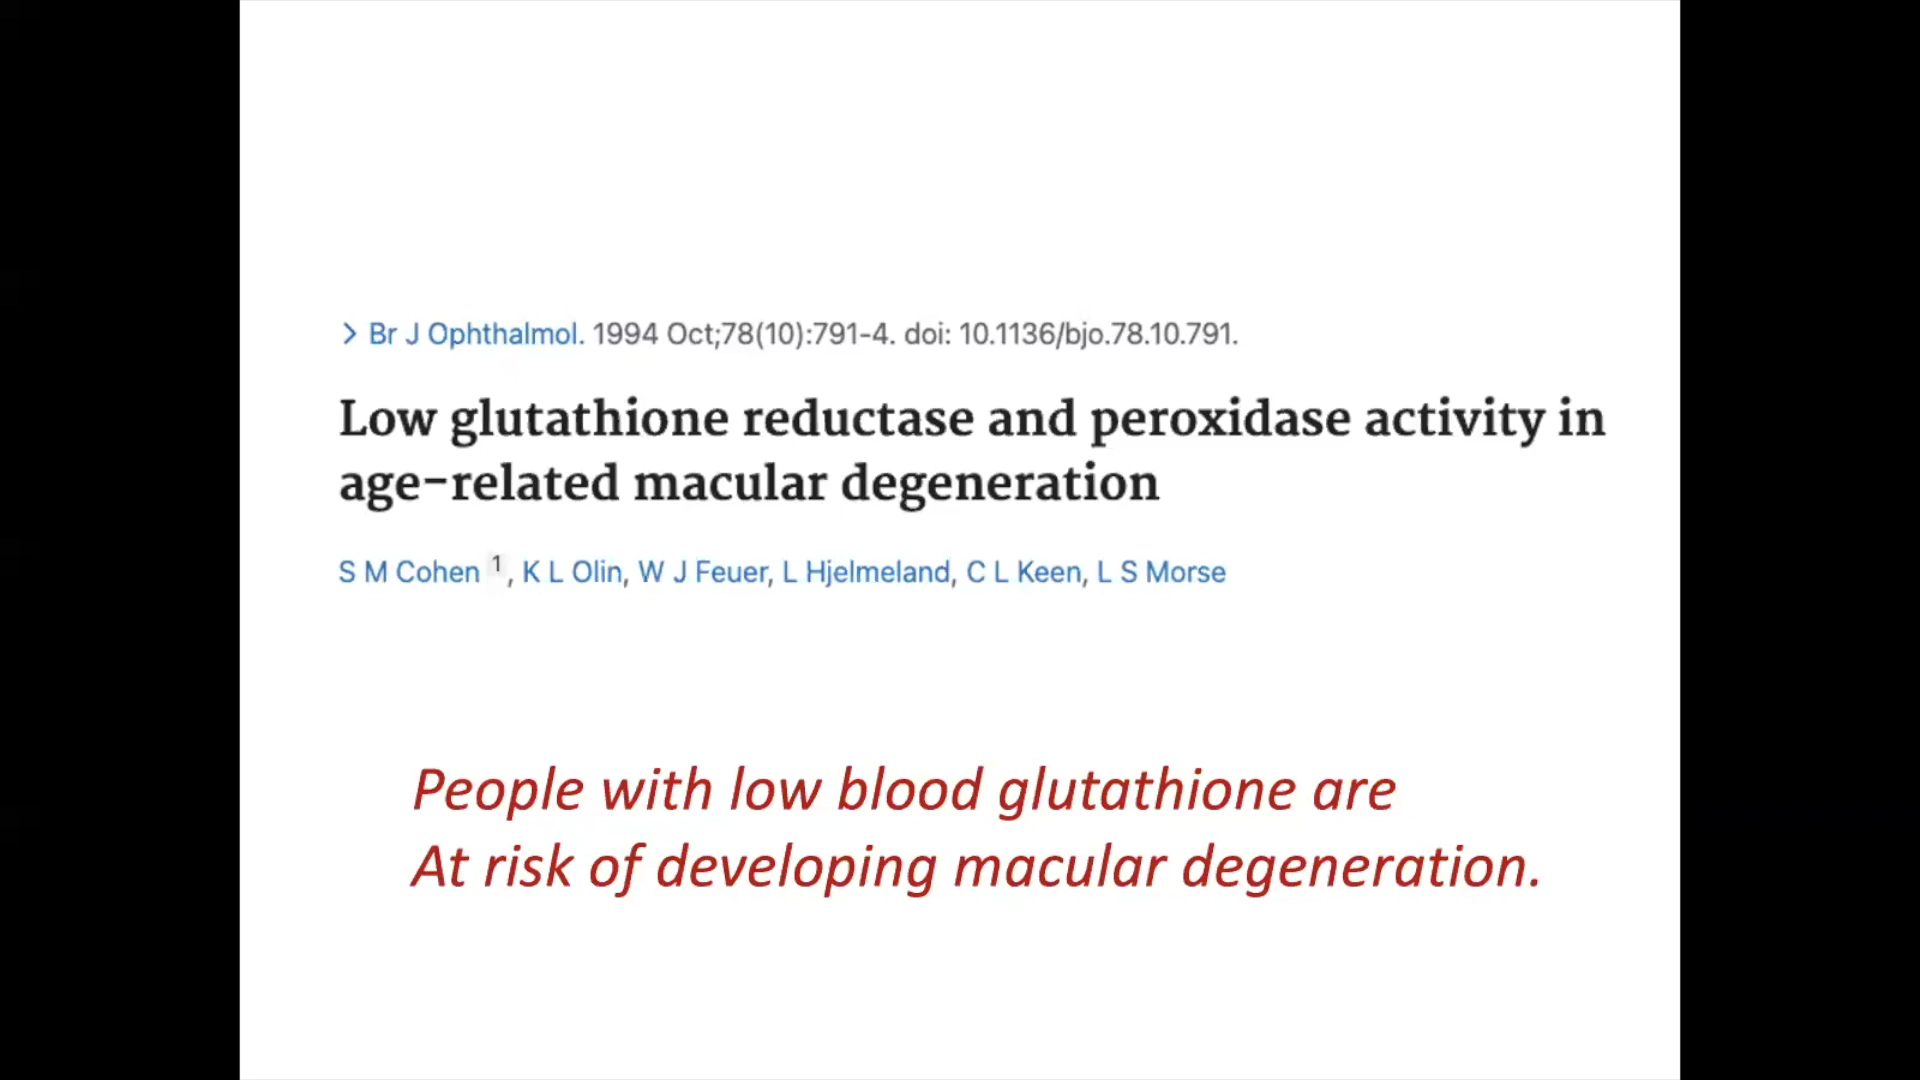 > Br J Ophthalmol. 1994 Oct;78(10):791-4. doi: 10.1136/bjo.78.10.791.
Low glutathione reductase and peroxidase activity in
age-related macular degeneration
S M Cohen 1, K L Olin, W J Feuer, L Hjelmeland, C L Keen, L S Morse
People with low blood glutathione are
At risk of developing macular degeneration.